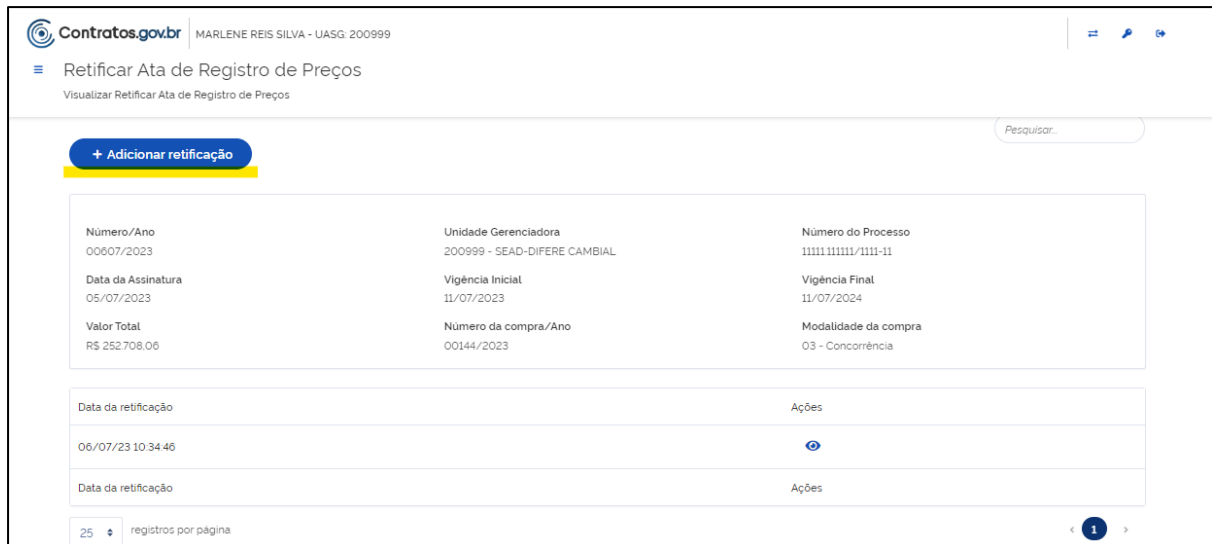 Contratos.gov.br MARLENE REIS SILVA - UASG: 200999
Retificar Ata de Registro de Preços
Visualizar Retificar Ata de Registro de Preços
Pesquisar...
+ Adicionar retificação
Número/Ano Unidade Gerenciadora Número do Processo
00607/2023 200999 - SEAD-DIFERE CAMBIAL 11111.111111/1111-11
Data da Assinatura Vigência Inicial Vigência Final
05/07/2023 11/07/2023 11/07/2024
Valor Total Número da compra/Ano Modalidade da compra
R$ 252.708,06 00144/2023 03 - Concorrência
Data da retificação Ações
06/07/23 10:34:46
Data da retificação Ações
25 registros por página < 1 >